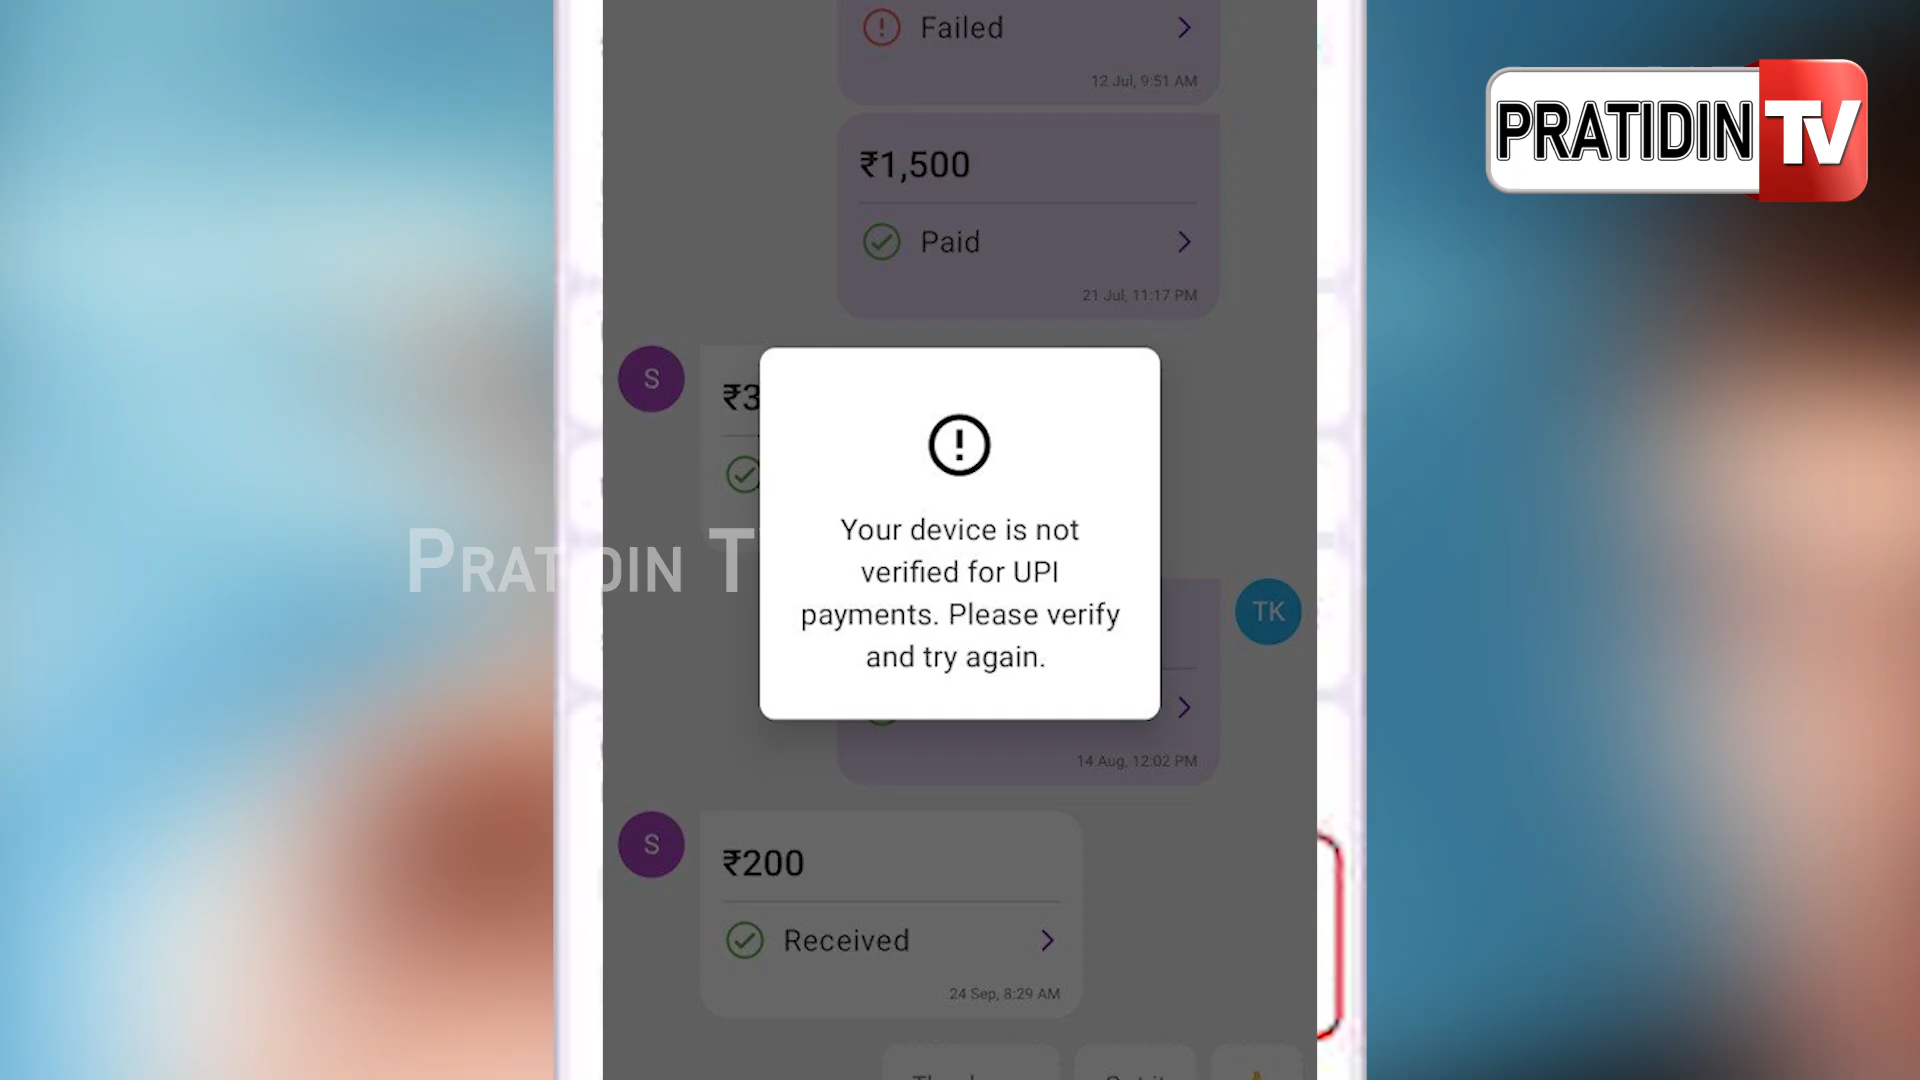 Failed
12 Jul, 9:51 AM
PRATIDIN TV
₹1,500
Paid
21 Jul, 11:17 PM
S
₹3
Your device is not
verified for UPI
payments. Please verify
and try again.
PRATIDIN T
TK
14 Aug, 12:02 PM
S
₹200
Received
24 Sep, 8:29 AM